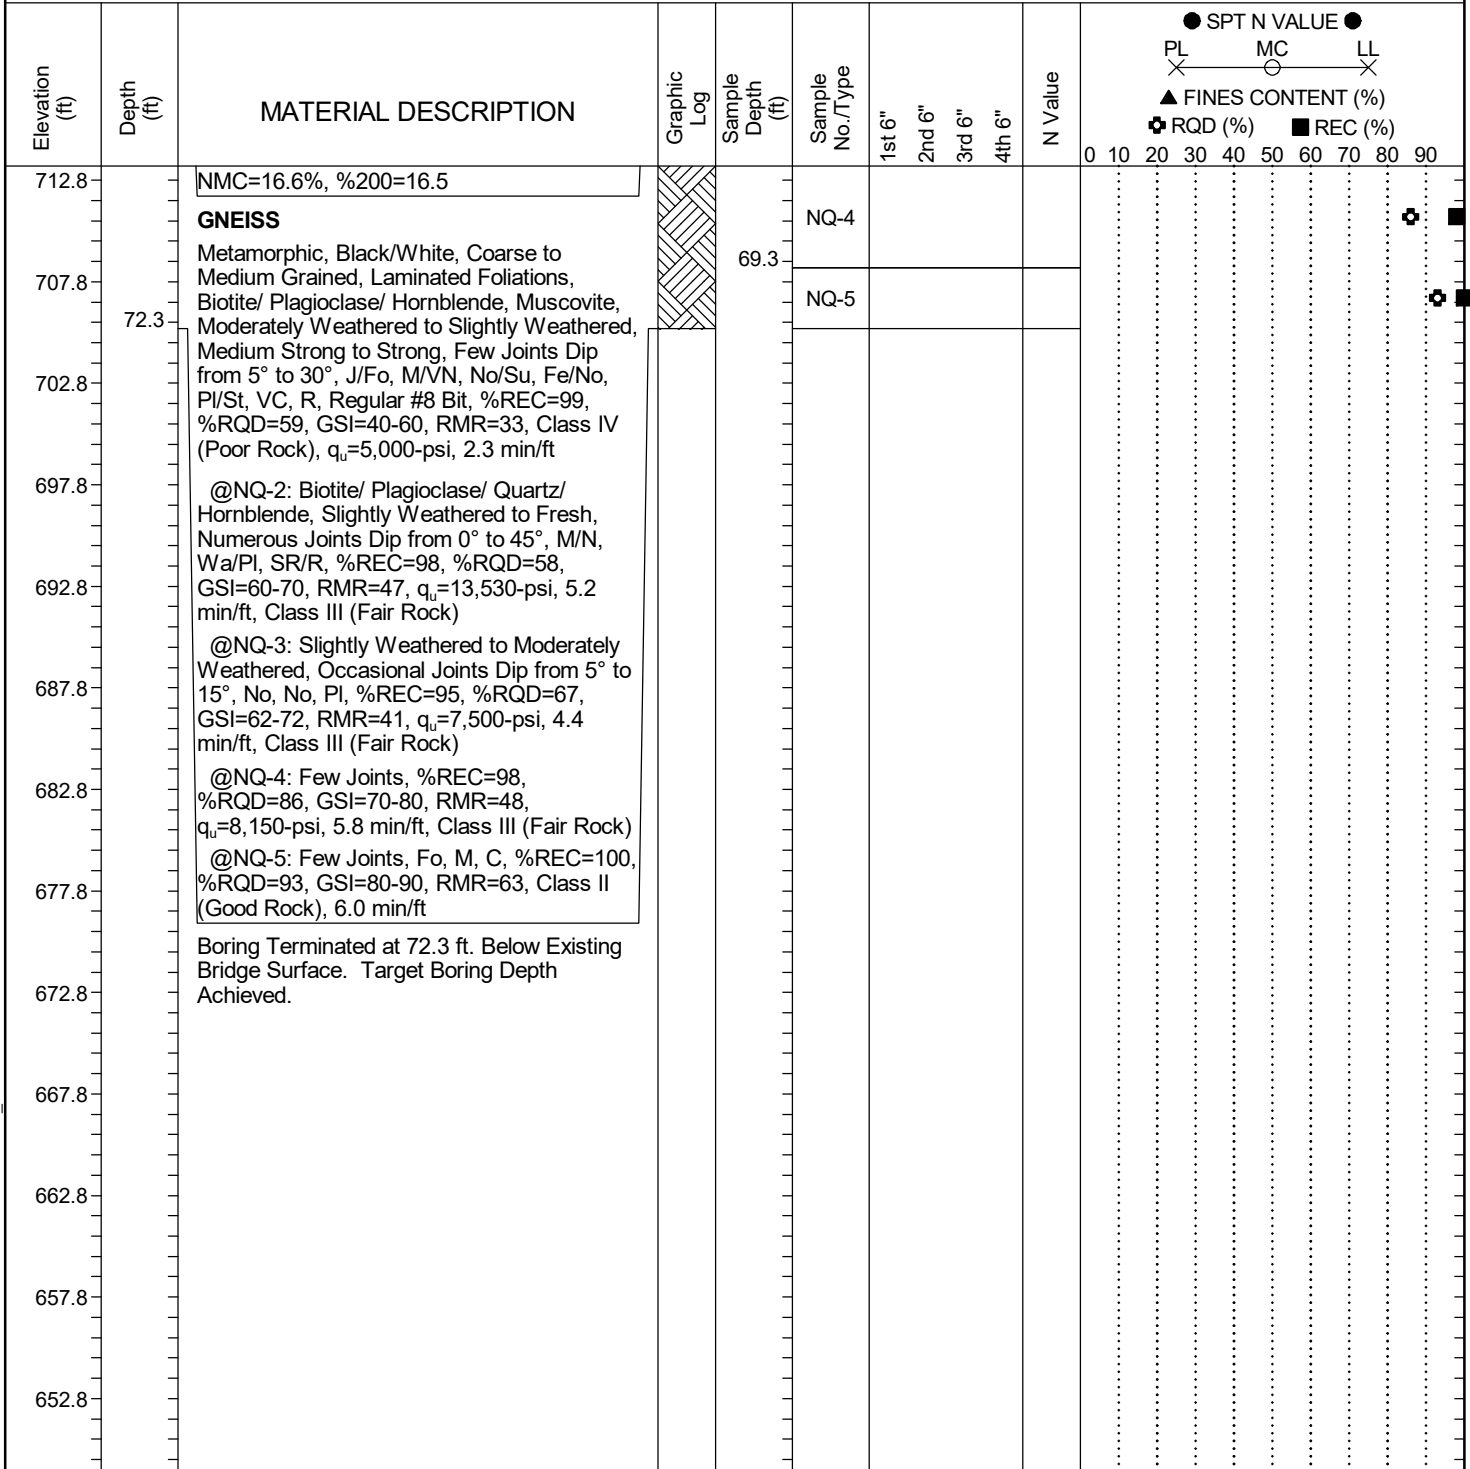 Elevation (ft)
Depth (ft)
MATERIAL DESCRIPTION
Graphic Log
Sample Depth (ft)
Sample No./Type
1st 6"
2nd 6"
3rd 6"
4th 6"
N Value
● SPT N VALUE ●
PL MC LL
▲ FINES CONTENT (%)
RQD (%) ■ REC (%)
0 10 20 30 40 50 60 70 80 90
712.8
NMC=16.6%, %200=16.5
GNEISS
Metamorphic, Black/White, Coarse to
Medium Grained, Laminated Foliations,
Biotite/ Plagioclase/ Hornblende, Muscovite,
Moderately Weathered to Slightly Weathered,
Medium Strong to Strong, Few Joints Dip
from 5° to 30°, J/Fo, M/VN, No/Su, Fe/No,
Pl/St, VC, R, Regular #8 Bit, %REC=99,
%RQD=59, GSI=40-60, RMR=33, Class IV
(Poor Rock), qu=5,000-psi, 2.3 min/ft
@NQ-2: Biotite/ Plagioclase/ Quartz/
Hornblende, Slightly Weathered to Fresh,
Numerous Joints Dip from 0° to 45°, M/N,
Wa/Pl, SR/R, %REC=98, %RQD=58,
GSI=60-70, RMR=47, qu=13,530-psi, 5.2
min/ft, Class III (Fair Rock)
@NQ-3: Slightly Weathered to Moderately
Weathered, Occasional Joints Dip from 5° to
15°, No, No, Pl, %REC=95, %RQD=67,
GSI=62-72, RMR=41, qu=7,500-psi, 4.4
min/ft, Class III (Fair Rock)
@NQ-4: Few Joints, %REC=98,
%RQD=86, GSI=70-80, RMR=48,
qu=8,150-psi, 5.8 min/ft, Class III (Fair Rock)
@NQ-5: Few Joints, Fo, M, C, %REC=100,
%RQD=93, GSI=80-90, RMR=63, Class II
(Good Rock), 6.0 min/ft
Boring Terminated at 72.3 ft. Below Existing
Bridge Surface. Target Boring Depth
Achieved.
NQ-4
69.3
707.8
NQ-5
72.3
702.8
697.8
692.8
687.8
682.8
677.8
672.8
667.8
662.8
657.8
652.8